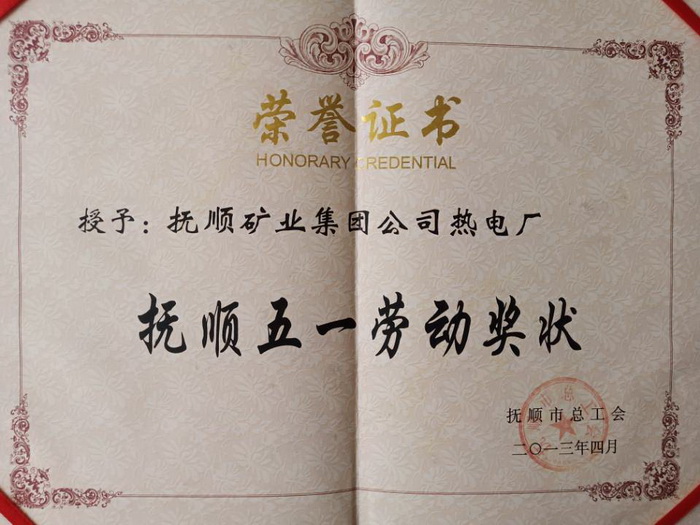 荣誉证书
HONORARY CREDENTIAL
授予：抚顺矿业集团公司热电厂
抚顺五一劳动奖状
抚顺市总工会
二〇一三年四月